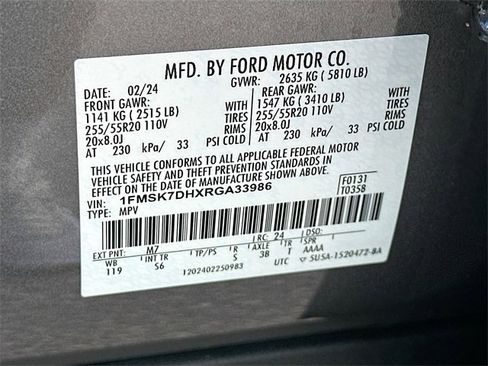 MFD. BY FORD MOTOR CO.
DATE: 02/24 GVWR: 2635 KG ( 5810 LB)
FRONT GAWR: REAR GAWR:
1141 KG ( 2515 LB) WITH 1547 KG ( 3410 LB) WITH
255/55R20 110V TIRES 255/55R20 110V TIRES
20x8.0J RIMS 20x8.0J RIMS
AT 230 kPa/ 33 PSI COLD AT 230 kPa/ 33 PSI COLD
THIS VEHICLE CONFORMS TO ALL APPLICABLE FEDERAL MOTOR
VEHICLE SAFETY AND THEFT PREVENTION STANDARDS IN
EFFECT ON THE DATE OF MANUFACTURE SHOWN ABOVE.
VIN: 1FMSK7DHXRGA33986 F0131
TYPE: MPV T0358
EXT PNT: M7 RC: 24 DSO:
WB INT TR TP/PS R AXLE TR SPR
119 S6 S 3B T AAAA
1202402250983 UTC 5USA-1520472-BA